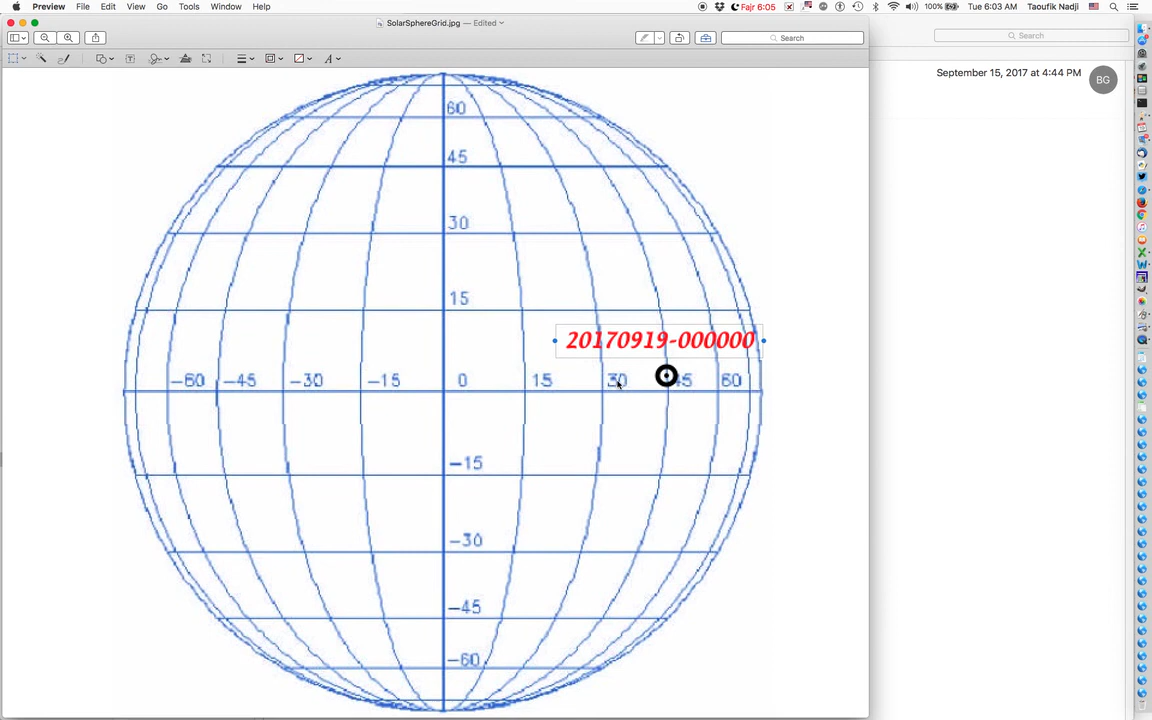 Preview File Edit View Go Tools Window Help Fajr 6:05 100% Tue 6:03 AM Taoufik Nadji
SolarSphereGrid.jpg — Edited
Search
Search
A
September 15, 2017 at 4:44 PM BG
60
45
30
15
20170919-000000
−60 −45 −30 −15 0 15 30 45 60
−15
−30
−45
−60